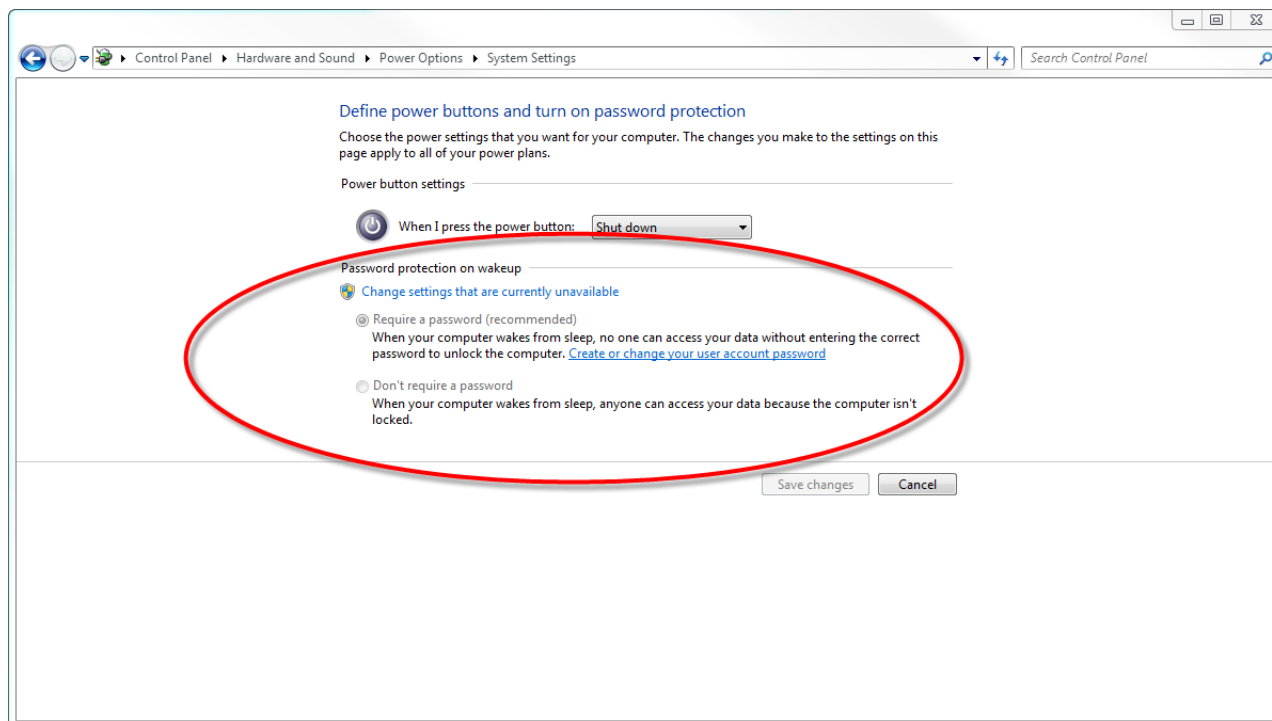 Control Panel Hardware and Sound Power Options System Settings
Search Control Panel
Define power buttons and turn on password protection
Choose the power settings that you want for your computer. The changes you make to the settings on this
page apply to all of your power plans.
Power button settings
When I press the power button: Shut down
Password protection on wakeup
Change settings that are currently unavailable
Require a password (recommended)
When your computer wakes from sleep, no one can access your data without entering the correct
password to unlock the computer. Create or change your user account password
Don't require a password
When your computer wakes from sleep, anyone can access your data because the computer isn't
locked.
Save changes Cancel